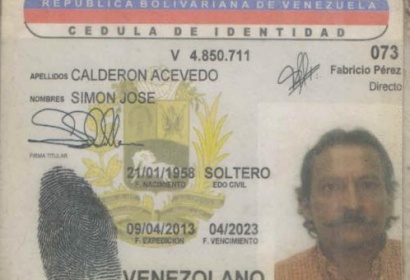 REPUBLICA BOLIVARIANA DE VENEZUELA
CEDULA DE IDENTIDAD
V 4.850.711
073
APELLIDOS CALDERON ACEVEDO
Fabricio Pérez
Directo
NOMBRES SIMON JOSE
FIRMA TITULAR
21/01/1958 SOLTERO
F. NACIMIENTO EDO CIVIL
09/04/2013 04/2023
F. EXPEDICION F. VENCIMIENTO
VENEZOLANO